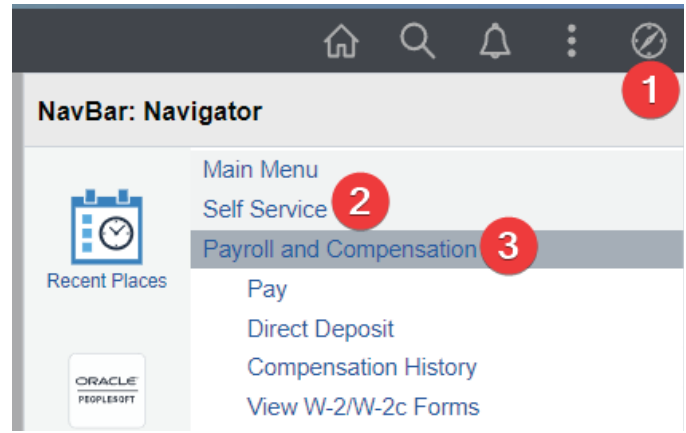 1
NavBar: Navigator
Main Menu
Self Service 2
Payroll and Compensation 3
Recent Places
Pay
Direct Deposit
Compensation History
View W-2/W-2c Forms
ORACLE
PEOPLESOFT